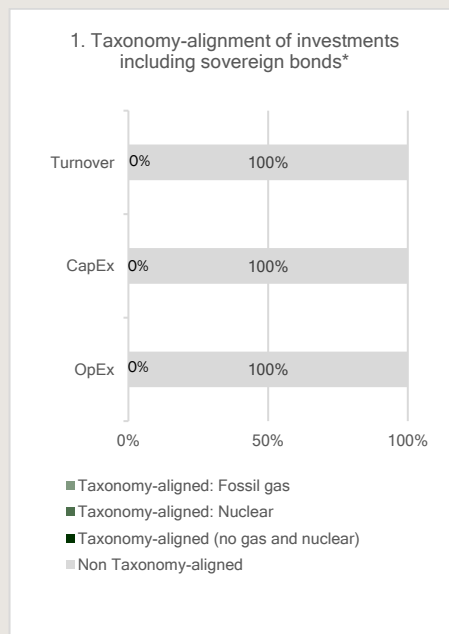 1. Taxonomy-alignment of investments
including sovereign bonds*
Turnover 0% 100%
CapEx 0% 100%
OpEx 0% 100%
0% 50% 100%
Taxonomy-aligned: Fossil gas
Taxonomy-aligned: Nuclear
Taxonomy-aligned (no gas and nuclear)
Non Taxonomy-aligned